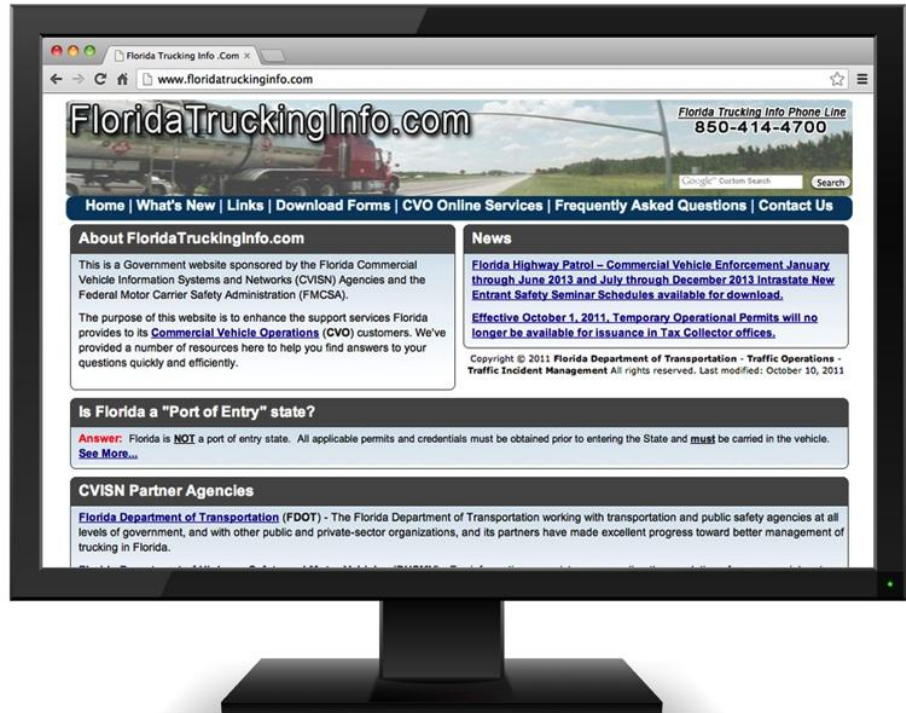 Florida Trucking Info .Com
www.floridatruckinginfo.com
FloridaTruckingInfo.com
Florida Trucking Info Phone Line
850-414-4700
Google™ Custom Search
Search
Home | What's New | Links | Download Forms | CVO Online Services | Frequently Asked Questions | Contact Us
About FloridaTruckingInfo.com
This is a Government website sponsored by the Florida Commercial
Vehicle Information Systems and Networks (CVISN) Agencies and the
Federal Motor Carrier Safety Administration (FMCSA).
The purpose of this website is to enhance the support services Florida
provides to its Commercial Vehicle Operations (CVO) customers. We've
provided a number of resources here to help you find answers to your
questions quickly and efficiently.
News
Florida Highway Patrol – Commercial Vehicle Enforcement January
through June 2013 and July through December 2013 Intrastate New
Entrant Safety Seminar Schedules available for download.
Effective October 1, 2011, Temporary Operational Permits will no
longer be available for issuance in Tax Collector offices.
Copyright © 2011 Florida Department of Transportation - Traffic Operations -
Traffic Incident Management All rights reserved. Last modified: October 10, 2011
Is Florida a "Port of Entry" state?
Answer: Florida is NOT a port of entry state. All applicable permits and credentials must be obtained prior to entering the State and must be carried in the vehicle.
See More...
CVISN Partner Agencies
Florida Department of Transportation (FDOT) - The Florida Department of Transportation working with transportation and public safety agencies at all
levels of government, and with other public and private-sector organizations, and its partners have made excellent progress toward better management of
trucking in Florida.